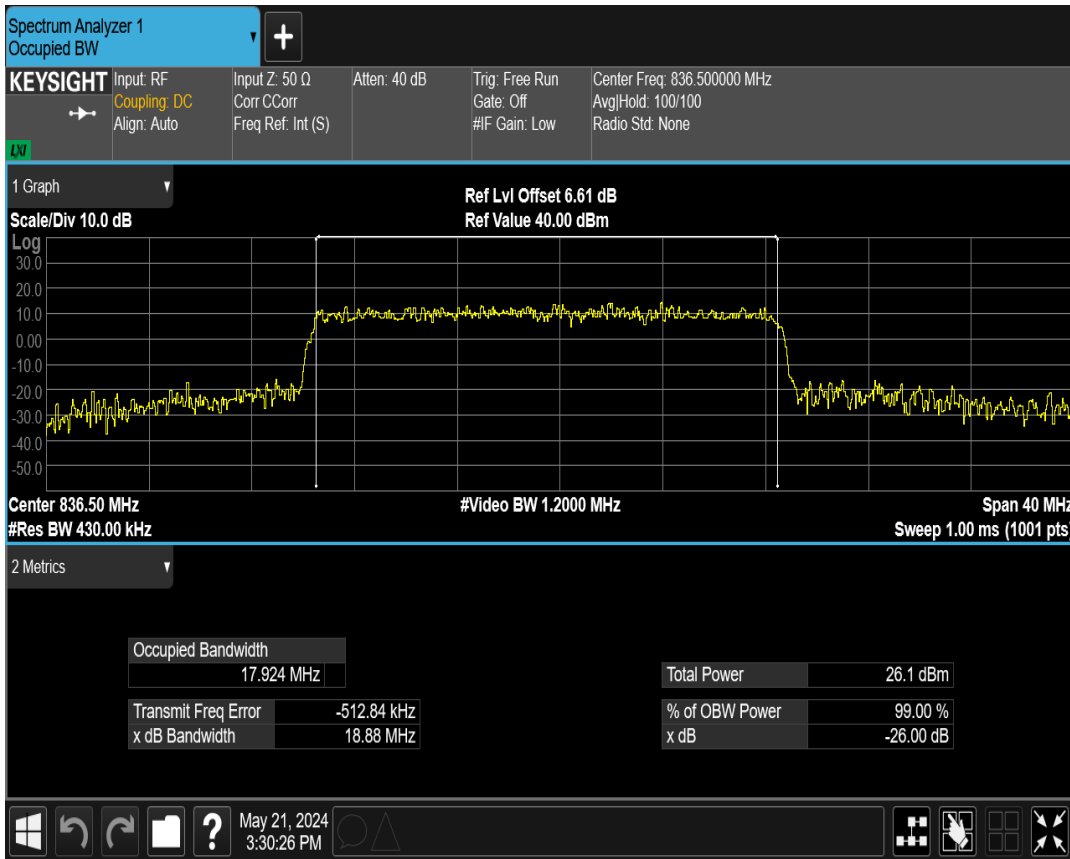 Spectrum Analyzer 1
Occupied BW
+
KEYSIGHT
LXI
Input: RF
Coupling: DC
Align: Auto
Input Z: 50 Ω
Corr CCorr
Freq Ref: Int (S)
Atten: 40 dB
Trig: Free Run
Gate: Off
#IF Gain: Low
Center Freq: 836.500000 MHz
Avg|Hold: 100/100
Radio Std: None
1 Graph
Ref Lvl Offset 6.61 dB
Scale/Div 10.0 dB
Ref Value 40.00 dBm
Log
30.0
20.0
10.0
0.00
-10.0
-20.0
-30.0
-40.0
-50.0
Center 836.50 MHz
#Video BW 1.2000 MHz
Span 40 MHz
#Res BW 430.00 kHz
Sweep 1.00 ms (1001 pts)
2 Metrics
Occupied Bandwidth
17.924 MHz
Total Power 26.1 dBm
Transmit Freq Error -512.84 kHz
% of OBW Power 99.00 %
x dB Bandwidth 18.88 MHz
x dB -26.00 dB
?
May 21, 2024
3:30:26 PM